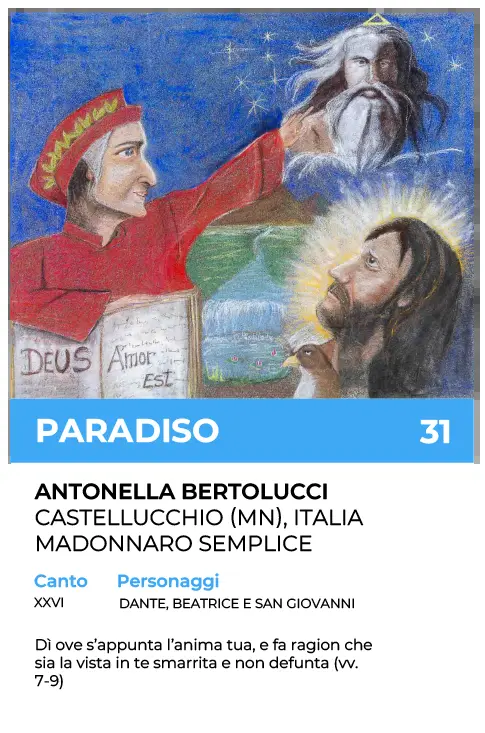 DEUS Amor
EST
PARADISO 31
ANTONELLA BERTOLUCCI
CASTELLUCCHIO (MN), ITALIA
MADONNARO SEMPLICE
Canto Personaggi
XXVI DANTE, BEATRICE E SAN GIOVANNI
Dì ove s’appunta l’anima tua, e fa ragion che
sia la vista in te smarrita e non defunta (vv.
7-9)